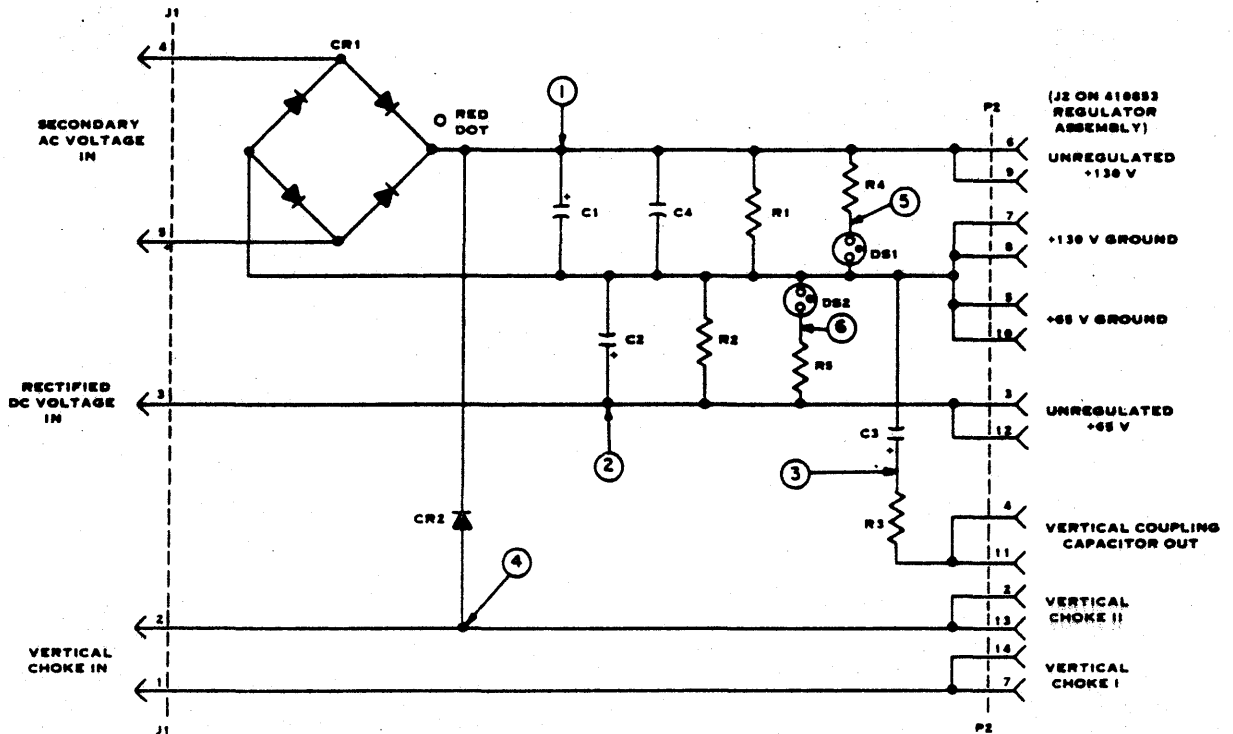 J1
4
CR1
SECONDARY
AC VOLTAGE
IN
RED
DOT
1
P2
(J2 ON 410853
REGULATOR
ASSEMBLY)
6
UNREGULATED
+130 V
9
R4
5
+
C1
C4
R1
DS1
7
+130 V GROUND
8
5
DS2
6
5
+65 V GROUND
10
C2
+
R2
R5
RECTIFIED
DC VOLTAGE
IN
3
3
UNREGULATED
+65 V
12
2
C3
+
3
CR2
R3
4
VERTICAL COUPLING
CAPACITOR OUT
11
4
2
VERTICAL
CHOKE II
13
2
VERTICAL
CHOKE IN
14
VERTICAL
CHOKE I
1
7
J1
P2